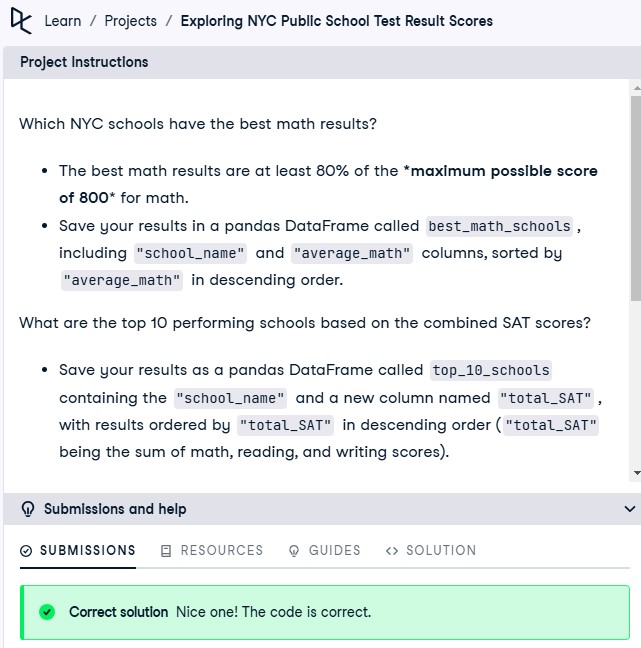 Learn / Projects / Exploring NYC Public School Test Result Scores
Project Instructions
Which NYC schools have the best math results?
• The best math results are at least 80% of the *maximum possible score
of 800* for math.
• Save your results in a pandas DataFrame called best_math_schools ,
including "school_name" and "average_math" columns, sorted by
"average_math" in descending order.
What are the top 10 performing schools based on the combined SAT scores?
• Save your results as a pandas DataFrame called top_10_schools
containing the "school_name" and a new column named "total_SAT" ,
with results ordered by "total_SAT" in descending order ( "total_SAT"
being the sum of math, reading, and writing scores).
Submissions and help
SUBMISSIONS RESOURCES GUIDES <> SOLUTION
Correct solution Nice one! The code is correct.